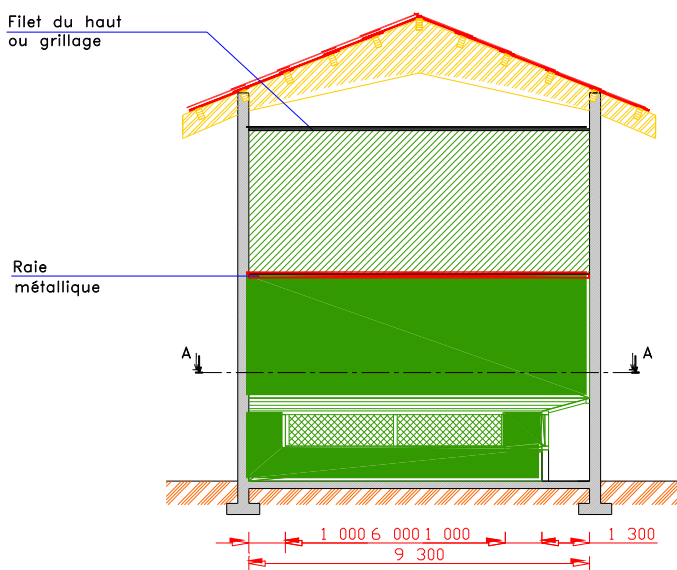 Filet du haut
ou grillage
Raie
métallique
A A
1 000 6 000 1 000 1 300
9 300